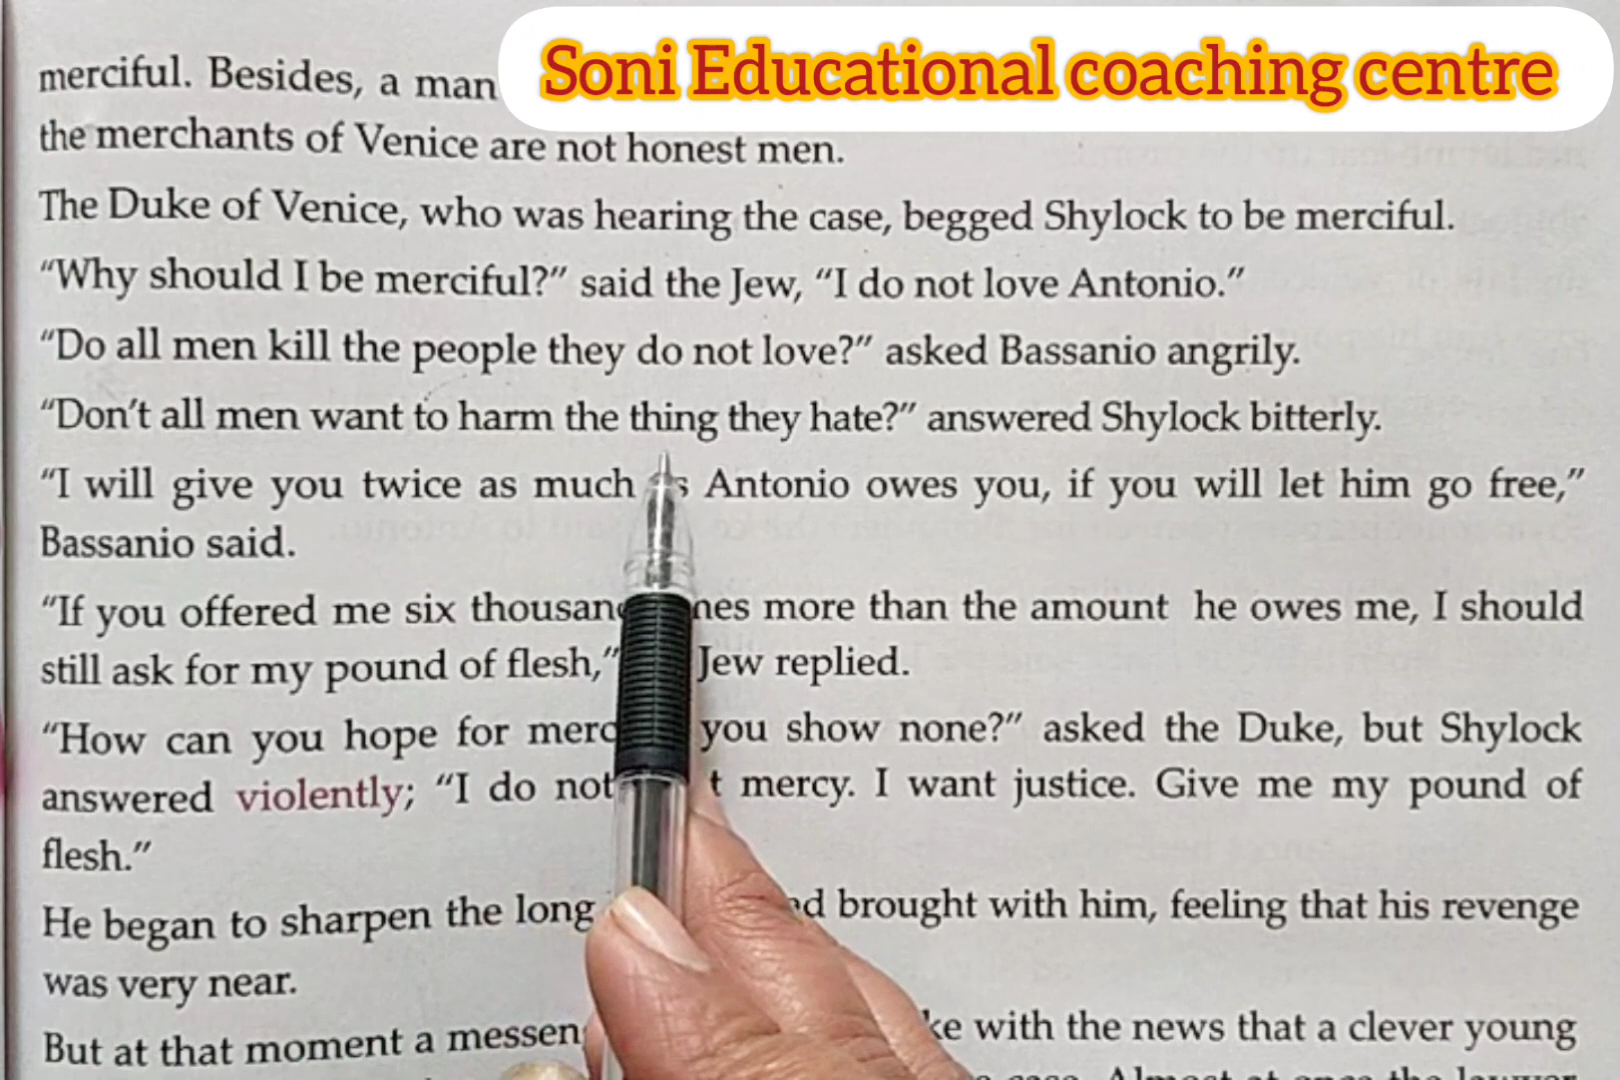 Soni Educational coaching centre
merciful. Besides, a man
the merchants of Venice are not honest men.
The Duke of Venice, who was hearing the case, begged Shylock to be merciful.
“Why should I be merciful?” said the Jew, “I do not love Antonio.”
“Do all men kill the people they do not love?” asked Bassanio angrily.
“Don’t all men want to harm the thing they hate?” answered Shylock bitterly.
“I will give you twice as much Antonio owes you, if you will let him go free,”
Bassanio said.
“If you offered me six more than the amount he owes me, I should
still ask for my pound of flesh,” Jew replied.
“How can you hope for you show none?” asked the Duke, but Shylock
answered violently; “I do not mercy. I want justice. Give me my pound of
flesh.”
He began to sharpen the long brought with him, feeling that his revenge
was very near.
But at that moment a with the news that a clever young